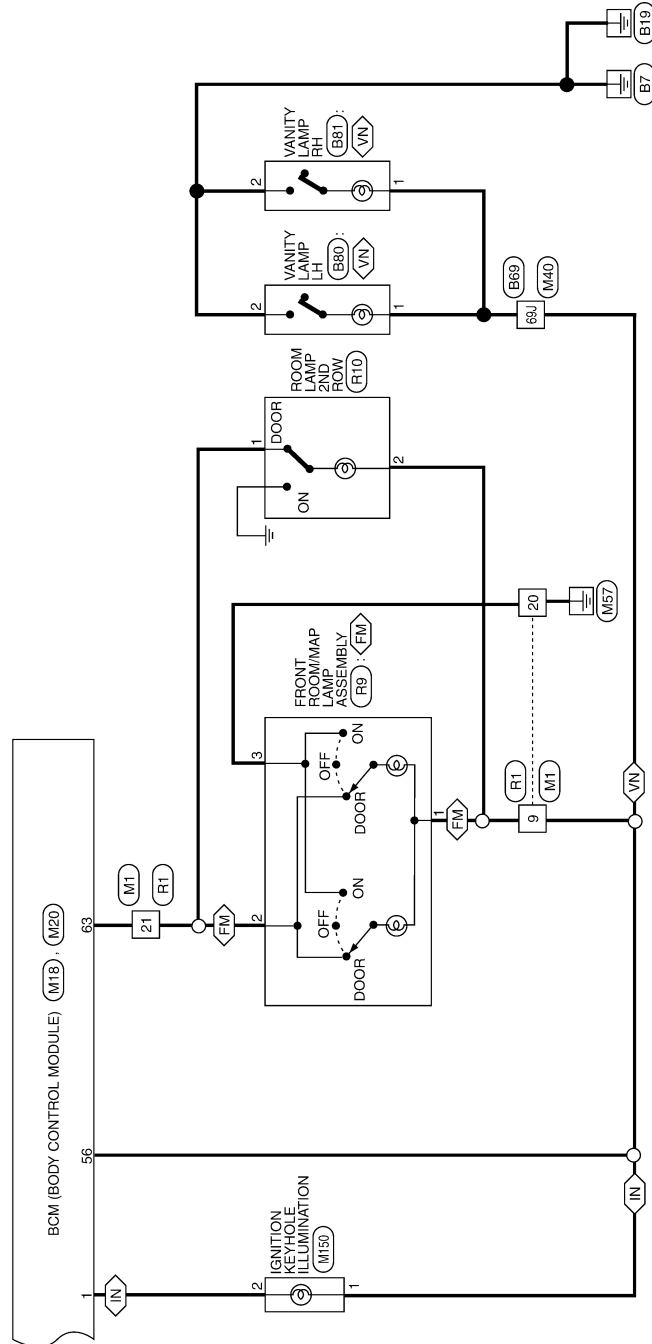 BCM (BODY CONTROL MODULE) M18 , M20
1
56
63
IN
21
M1
R1
FM
IGNITION
KEYHOLE
ILLUMINATION
M150
2
1
2
3
FRONT
ROOM/MAP
LAMP
ASSEMBLY
R9 : FM
DOOR
OFF
ON
DOOR
OFF
ON
1
FM
1
DOOR
ON
2
ROOM
LAMP
2ND
ROW
R10
2
1
VANITY
LAMP
LH
B80 :
VN
2
1
VANITY
LAMP
RH
B81 :
VN
9
R1
M1
20
M57
69J
B69
M40
B7
B19
IN
VN